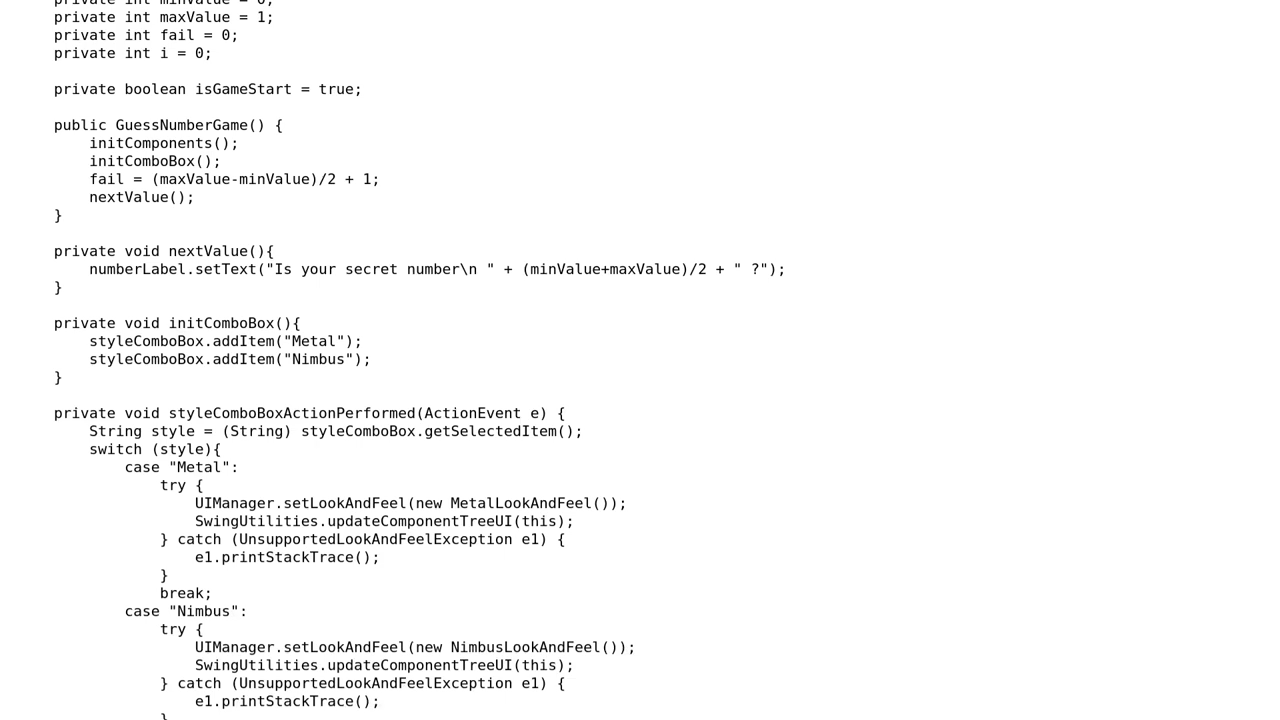 private int minValue = 0;
private int maxValue = 1;
private int fail = 0;
private int i = 0;

private boolean isGameStart = true;

public GuessNumberGame() {
    initComponents();
    initComboBox();
    fail = (maxValue-minValue)/2 + 1;
    nextValue();
}

private void nextValue(){
    numberLabel.setText("Is your secret number\n " + (minValue+maxValue)/2 + " ?");
}

private void initComboBox(){
    styleComboBox.addItem("Metal");
    styleComboBox.addItem("Nimbus");
}

private void styleComboBoxActionPerformed(ActionEvent e) {
    String style = (String) styleComboBox.getSelectedItem();
    switch (style){
        case "Metal":
            try {
                UIManager.setLookAndFeel(new MetalLookAndFeel());
                SwingUtilities.updateComponentTreeUI(this);
            } catch (UnsupportedLookAndFeelException e1) {
                e1.printStackTrace();
            }
            break;
        case "Nimbus":
            try {
                UIManager.setLookAndFeel(new NimbusLookAndFeel());
                SwingUtilities.updateComponentTreeUI(this);
            } catch (UnsupportedLookAndFeelException e1) {
                e1.printStackTrace();
            }